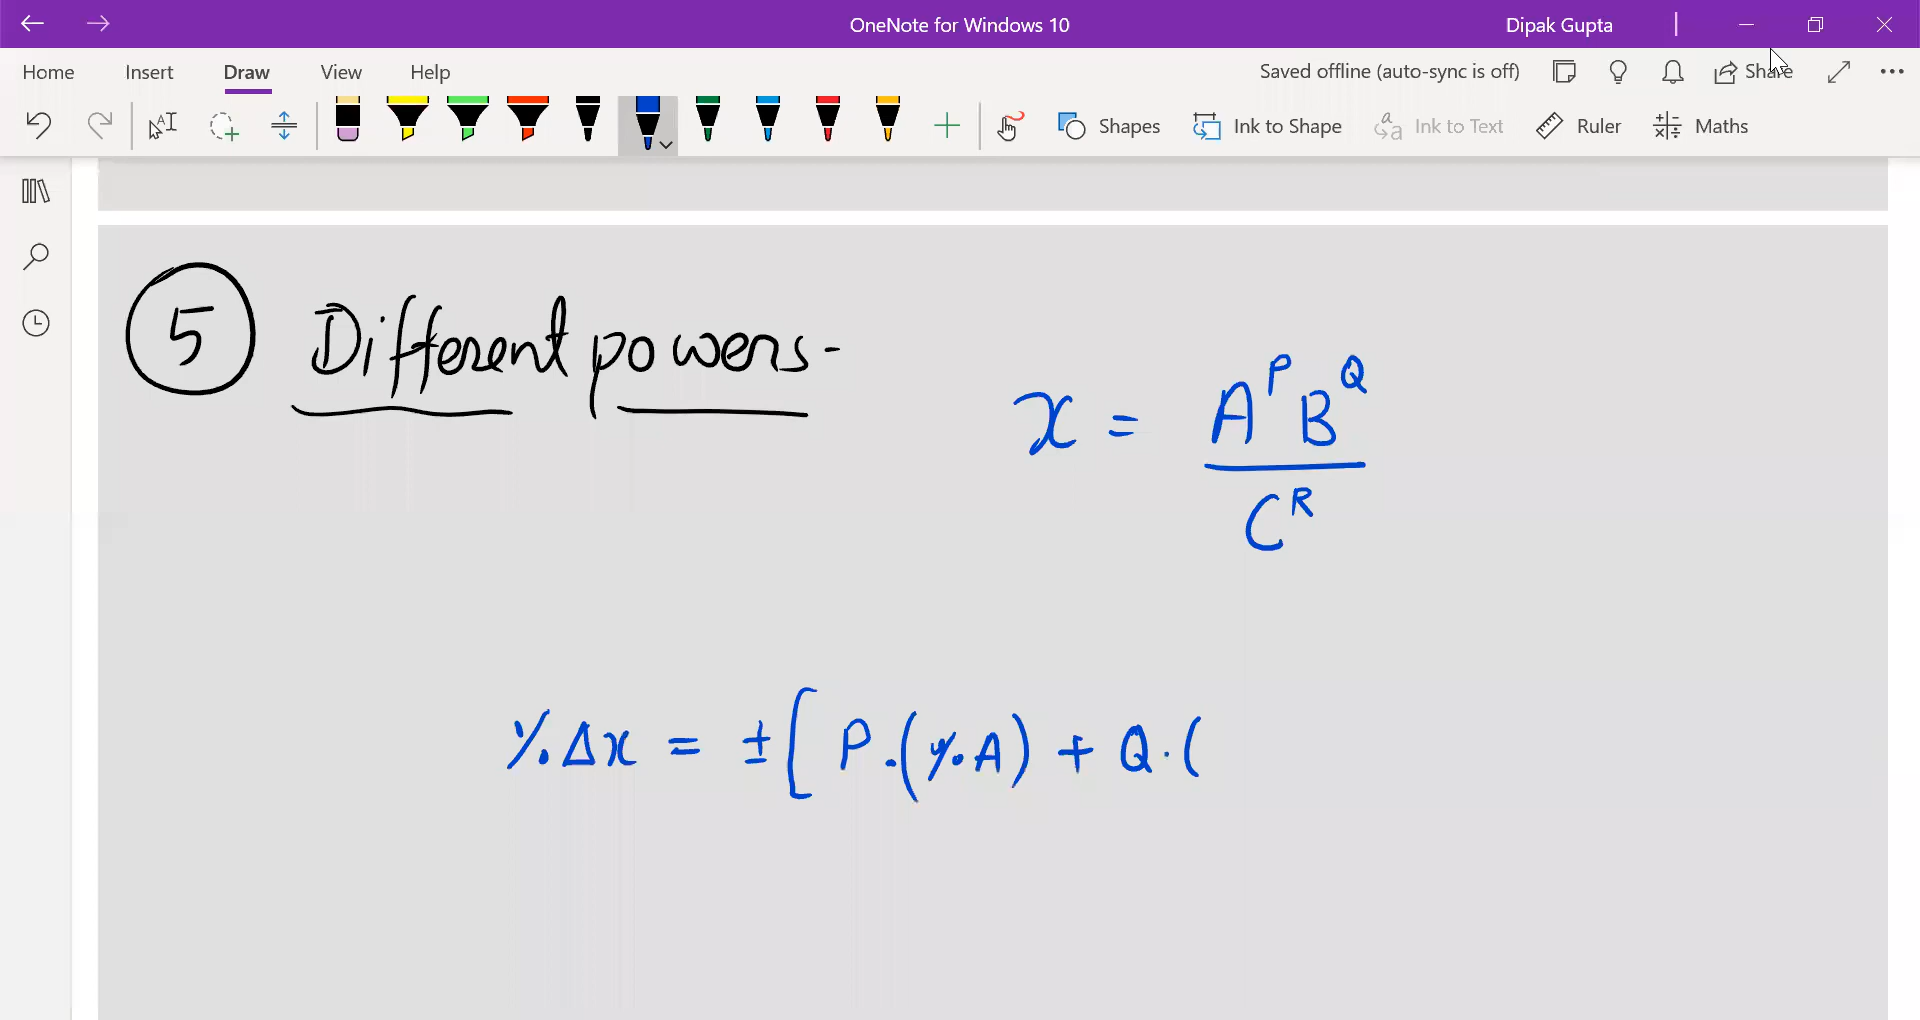 OneNote for Windows 10
Dipak Gupta
Home Insert Draw View Help
Saved offline (auto-sync is off)
Share
Shapes Ink to Shape Ink to Text Ruler Maths
5 Different powers-
x = A^P B^Q / C^R
%Δx = ±[ P.(%A) + Q.(